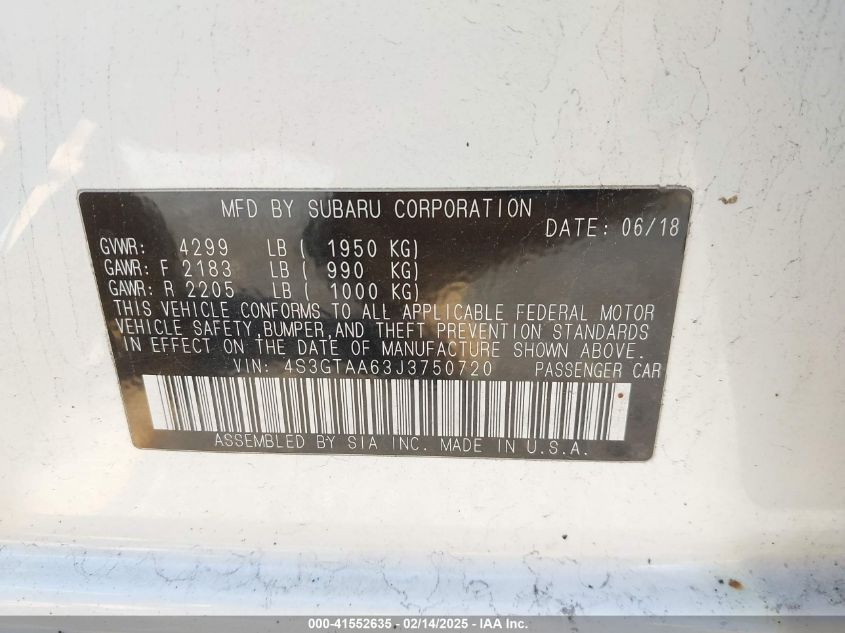 MFD BY SUBARU CORPORATION
DATE: 06/18
GVWR: 4299 LB ( 1950 KG)
GAWR: F 2183 LB ( 990 KG)
GAWR: R 2205 LB ( 1000 KG)
THIS VEHICLE CONFORMS TO ALL APPLICABLE FEDERAL MOTOR
VEHICLE SAFETY,BUMPER,AND THEFT PREVENTION STANDARDS
IN EFFECT ON THE DATE OF MANUFACTURE SHOWN ABOVE.
VIN: 4S3GTAA63J3750720 PASSENGER CAR
ASSEMBLED BY SIA INC. MADE IN U.S.A.
000-41552635 - 02/14/2025 - IAA Inc.